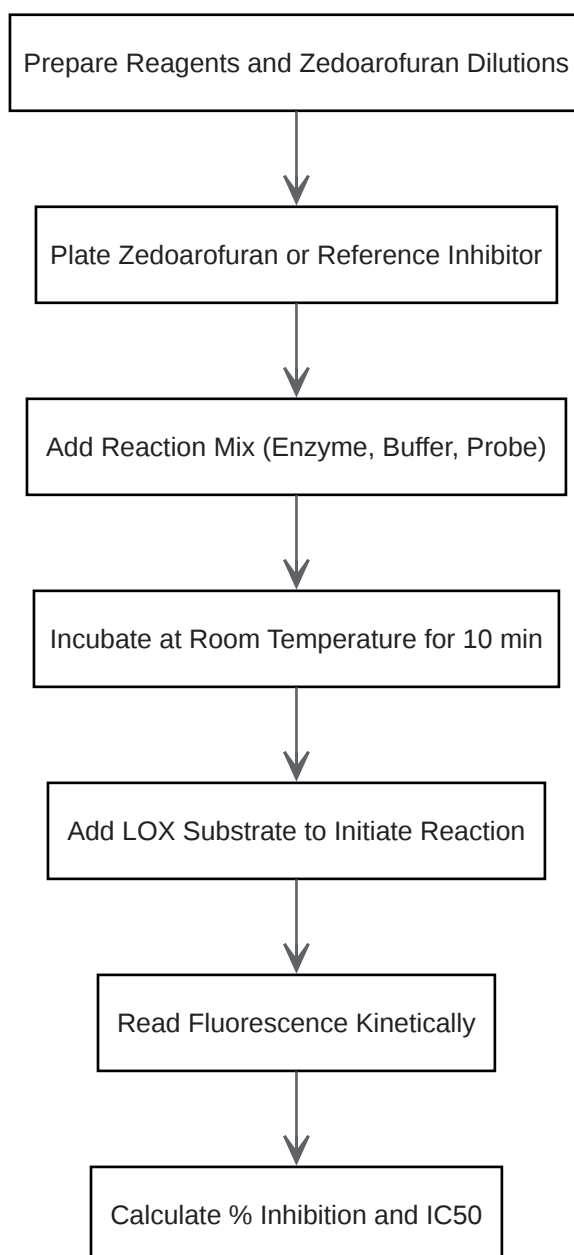 Prepare Reagents and Zedoarofuran Dilutions
Plate Zedoarofuran or Reference Inhibitor
Add Reaction Mix (Enzyme, Buffer, Probe)
Incubate at Room Temperature for 10 min
Add LOX Substrate to Initiate Reaction
Read Fluorescence Kinetically
Calculate % Inhibition and IC50